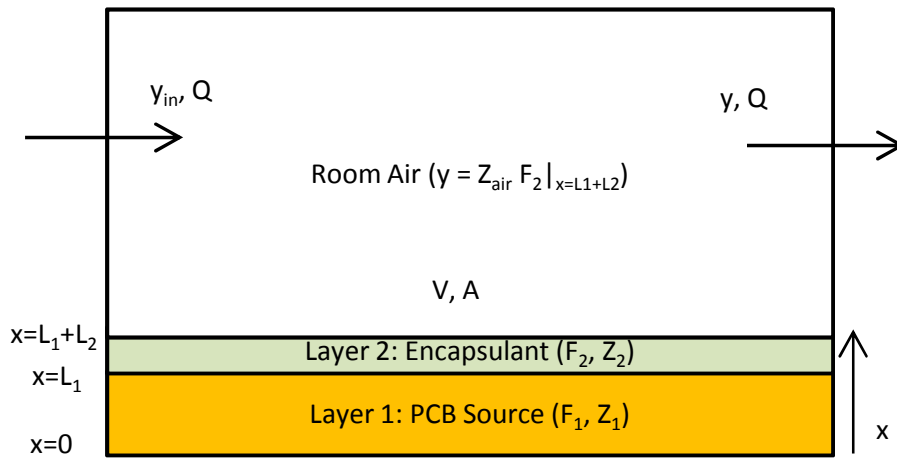 y_in, Q
y, Q
Room Air (y = Z_air F_2|_x=L1+L2)
V, A
x=L_1+L_2
Layer 2: Encapsulant (F_2, Z_2)
x=L_1
Layer 1: PCB Source (F_1, Z_1)
x=0
x